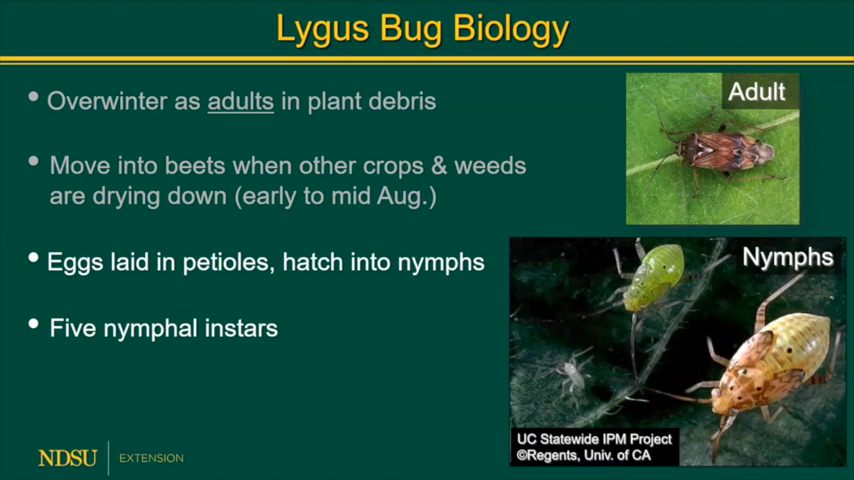 Lygus Bug Biology
• Overwinter as adults in plant debris
• Move into beets when other crops & weeds
are drying down (early to mid Aug.)
• Eggs laid in petioles, hatch into nymphs
• Five nymphal instars
Adult
Nymphs
UC Statewide IPM Project
©Regents, Univ. of CA
NDSU EXTENSION